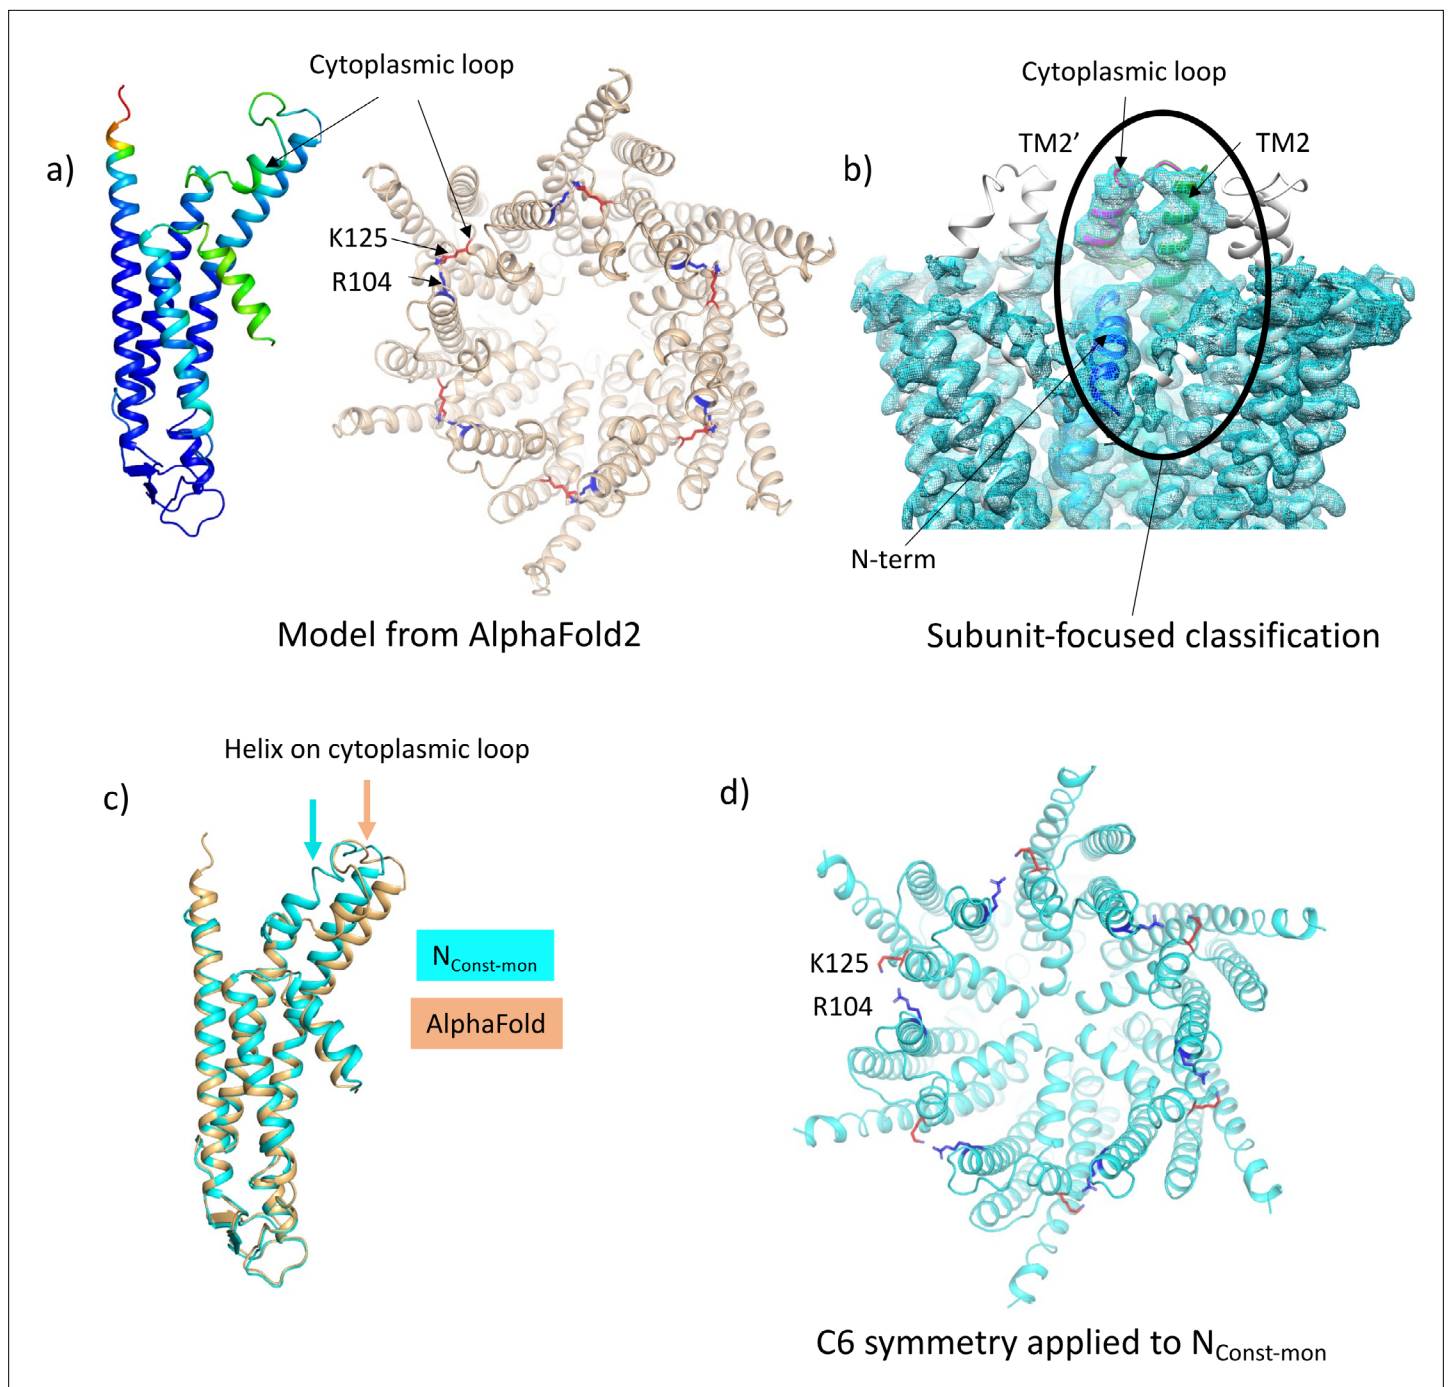 Cytoplasmic loop
a)
K125
R104
Model from AlphaFold2
Cytoplasmic loop
TM2’
TM2
b)
N-term
Subunit-focused classification
Helix on cytoplasmic loop
c)
NConst-mon
AlphaFold
d)
K125
R104
C6 symmetry applied to NConst-mon